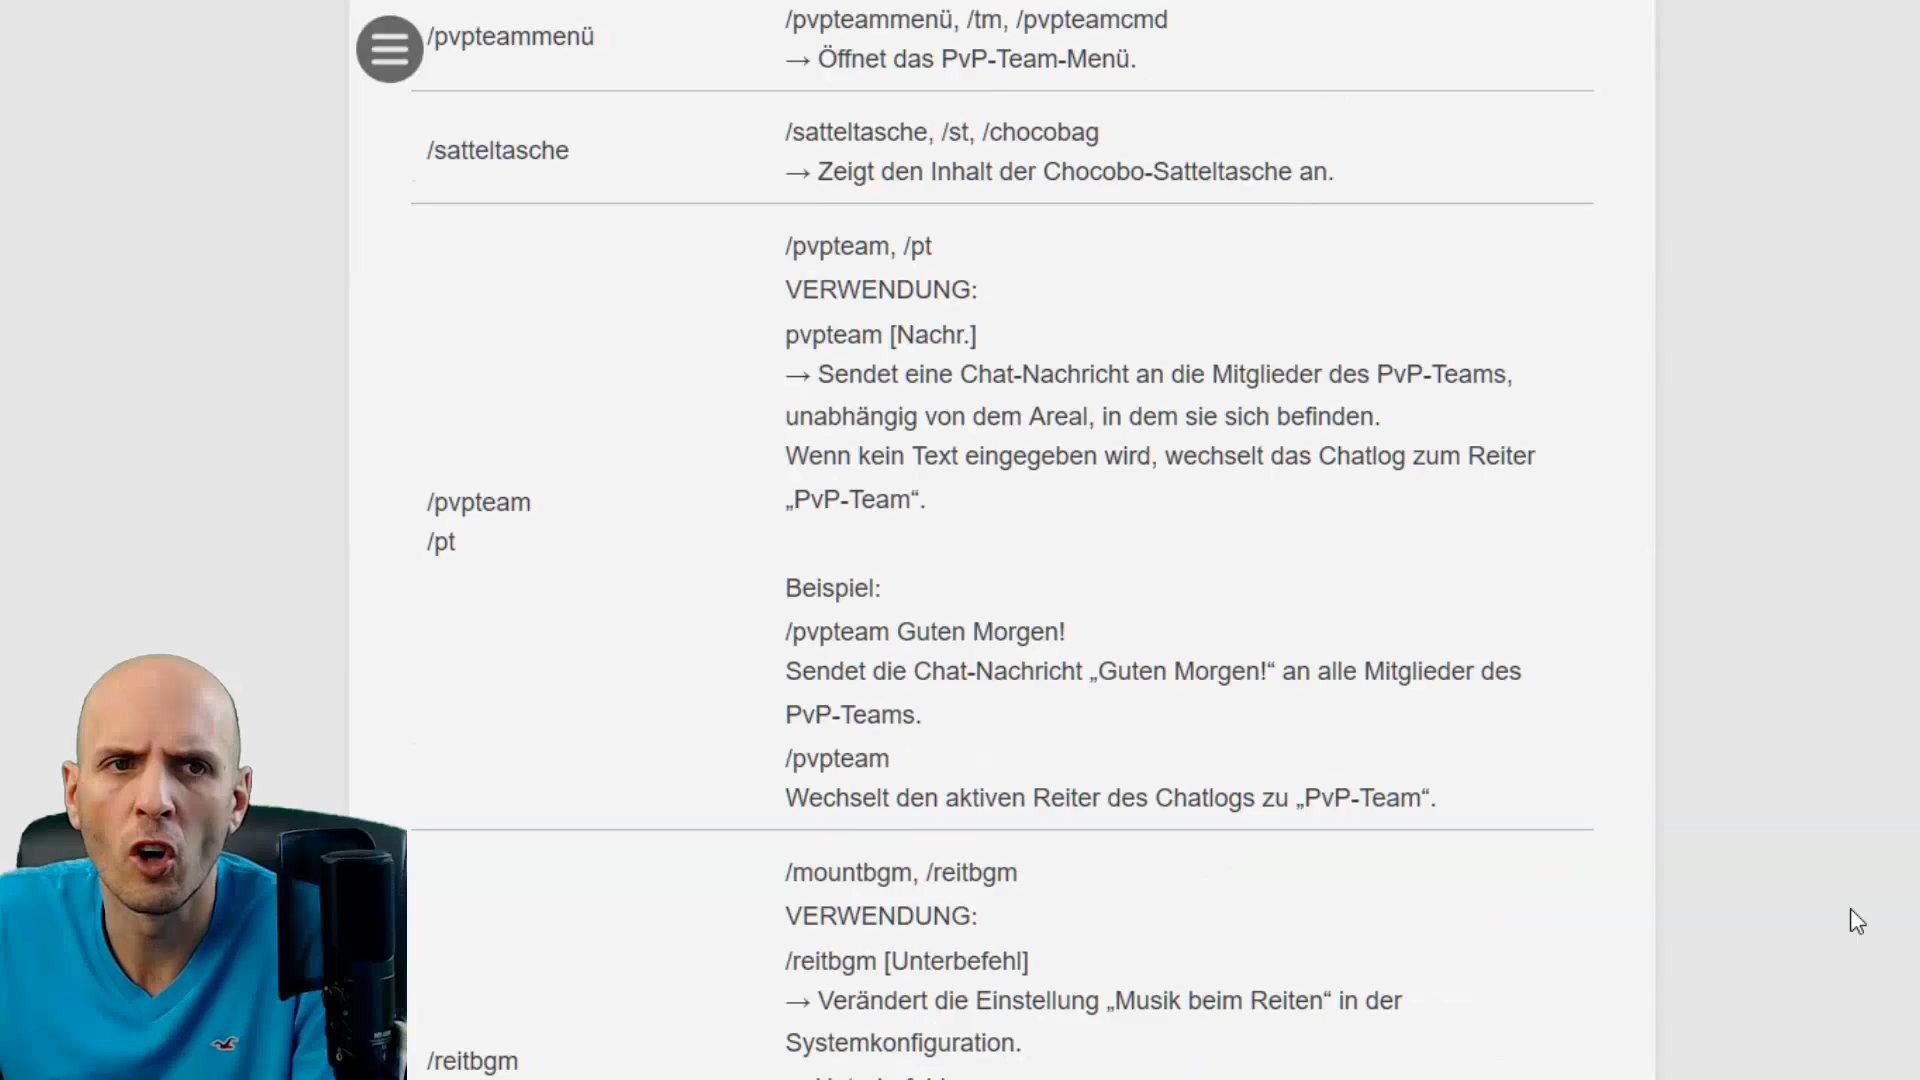 /pvpteammenü
/pvpteammenü, /tm, /pvpteamcmd
→ Öffnet das PvP-Team-Menü.
/satteltasche
/satteltasche, /st, /chocobag
→ Zeigt den Inhalt der Chocobo-Satteltasche an.
/pvpteam
/pt
/pvpteam, /pt
VERWENDUNG:
pvpteam [Nachr.]
→ Sendet eine Chat-Nachricht an die Mitglieder des PvP-Teams,
unabhängig von dem Areal, in dem sie sich befinden.
Wenn kein Text eingegeben wird, wechselt das Chatlog zum Reiter
„PvP-Team“.
Beispiel:
/pvpteam Guten Morgen!
Sendet die Chat-Nachricht „Guten Morgen!“ an alle Mitglieder des
PvP-Teams.
/pvpteam
Wechselt den aktiven Reiter des Chatlogs zu „PvP-Team“.
/reitbgm
/mountbgm, /reitbgm
VERWENDUNG:
/reitbgm [Unterbefehl]
→ Verändert die Einstellung „Musik beim Reiten“ in der
Systemkonfiguration.